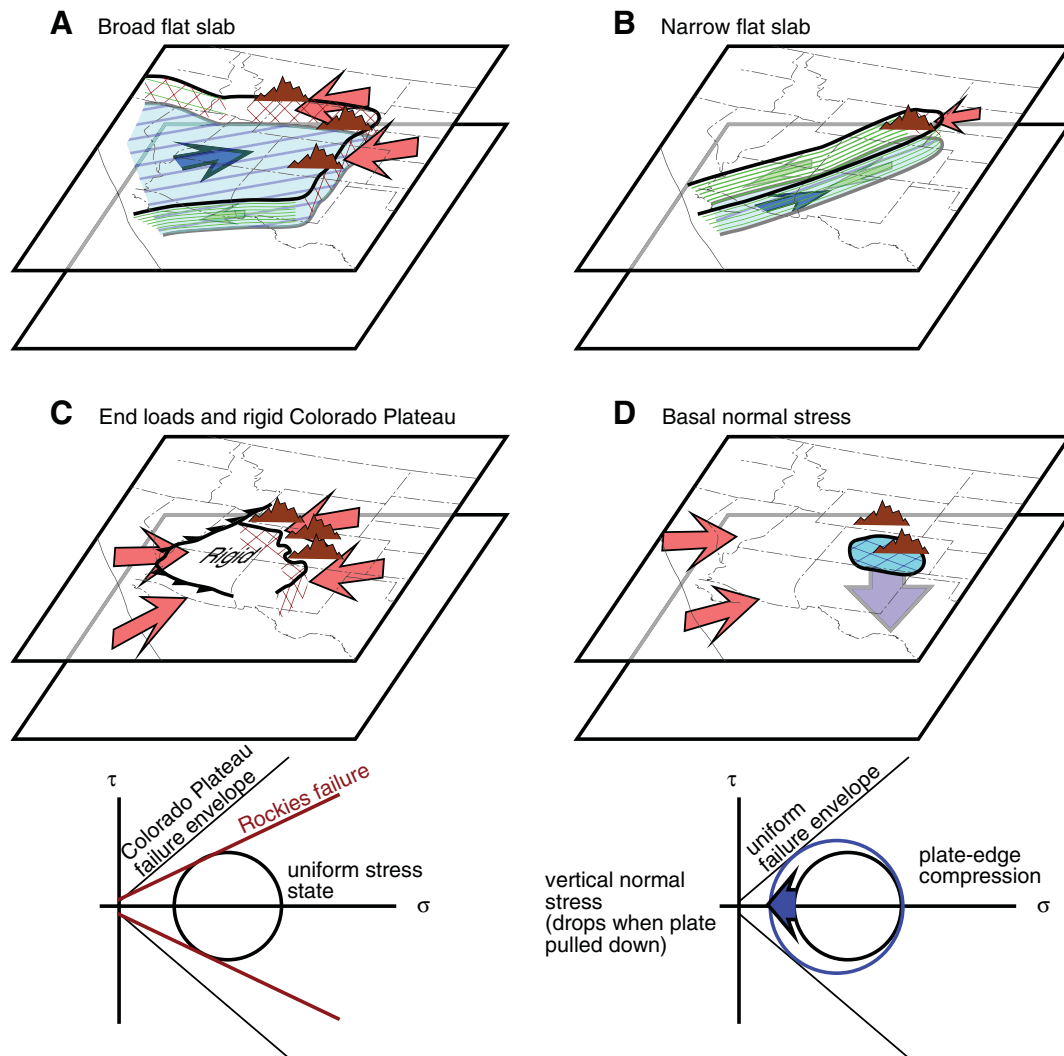 A Broad flat slab
B Narrow flat slab
C End loads and rigid Colorado Plateau
Rigid
D Basal normal stress
τ
Colorado Plateau
failure envelope
Rockies failure
uniform stress
state
σ
τ
uniform
failure envelope
plate-edge
compression
σ
vertical normal
stress
(drops when plate
pulled down)